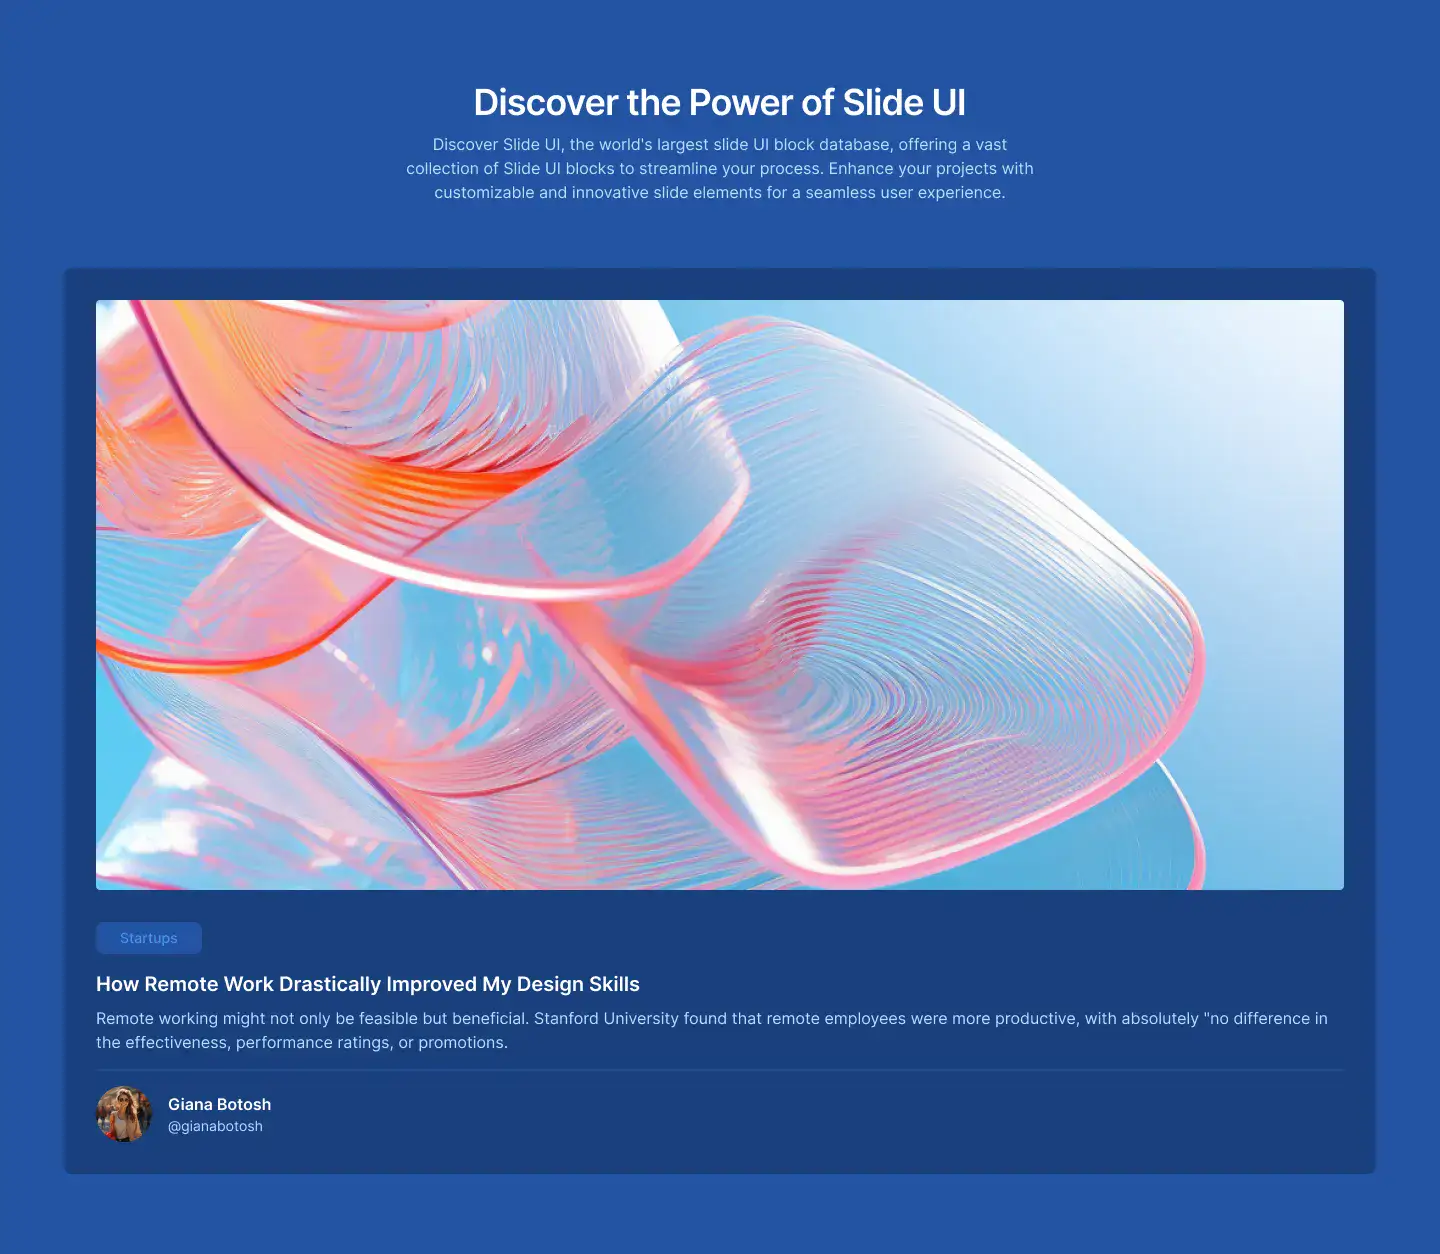 Discover the Power of Slide UI
Discover Slide UI, the world's largest slide UI block database, offering a vast
collection of Slide UI blocks to streamline your process. Enhance your projects with
customizable and innovative slide elements for a seamless user experience.
Startups
How Remote Work Drastically Improved My Design Skills
Remote working might not only be feasible but beneficial. Stanford University found that remote employees were more productive, with absolutely "no difference in
the effectiveness, performance ratings, or promotions.
Giana Botosh
@gianabotosh